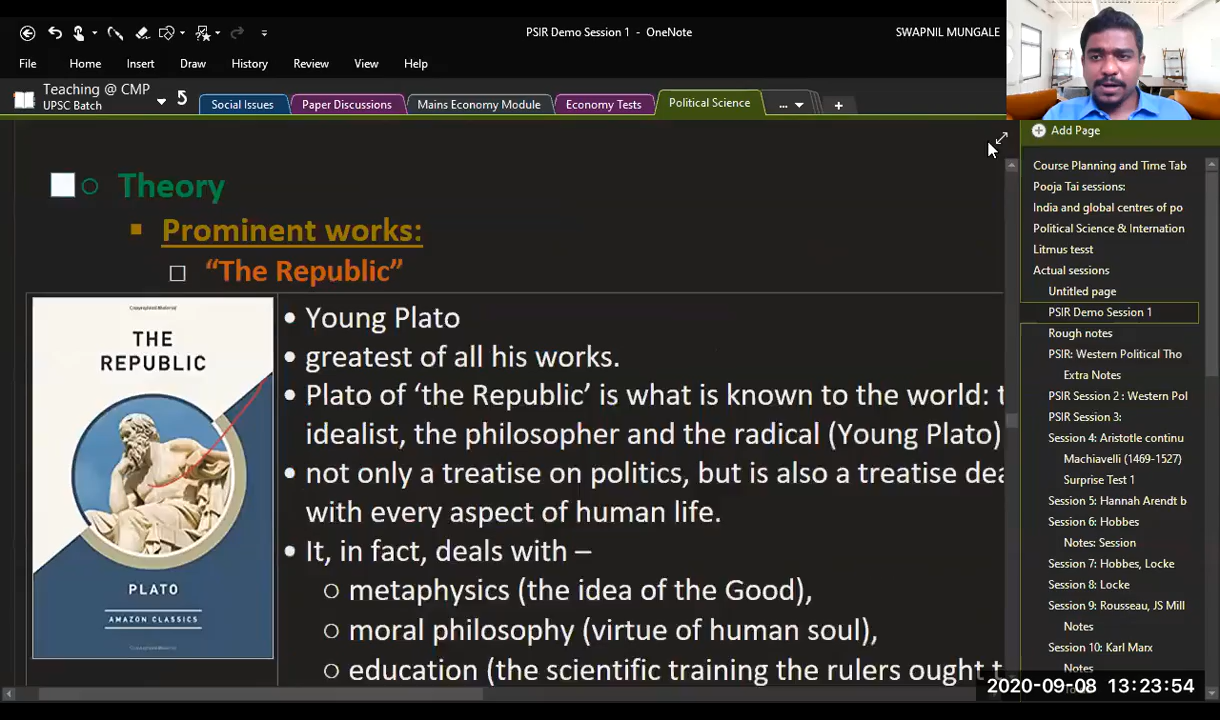 PSIR Demo Session 1 - OneNote
SWAPNIL MUNGALE
File Home Insert Draw History Review View Help
Teaching @ CMP
UPSC Batch
Social Issues
Paper Discussions
Mains Economy Module
Economy Tests
Political Science
...
+
Add Page
Theory
Prominent works:
“The Republic”
THE
REPUBLIC
PLATO
AMAZON CLASSICS
• Young Plato
• greatest of all his works.
• Plato of ‘the Republic’ is what is known to the world: t
idealist, the philosopher and the radical (Young Plato)
• not only a treatise on politics, but is also a treatise dea
with every aspect of human life.
• It, in fact, deals with –
○ metaphysics (the idea of the Good),
○ moral philosophy (virtue of human soul),
○ education (the scientific training the rulers ought t
Course Planning and Time Tab
Pooja Tai sessions:
India and global centres of po
Political Science & Internation
Litmus tesst
Actual sessions
Untitled page
PSIR Demo Session 1
Rough notes
PSIR: Western Political Tho
Extra Notes
PSIR Session 2 : Western Pol
PSIR Session 3:
Session 4: Aristotle continu
Machiavelli (1469-1527)
Surprise Test 1
Session 5: Hannah Arendt b
Session 6: Hobbes
Notes: Session
Session 7: Hobbes, Locke
Session 8: Locke
Session 9: Rousseau, JS Mill
Notes
Session 10: Karl Marx
Notes
2020-09-08 13:23:54